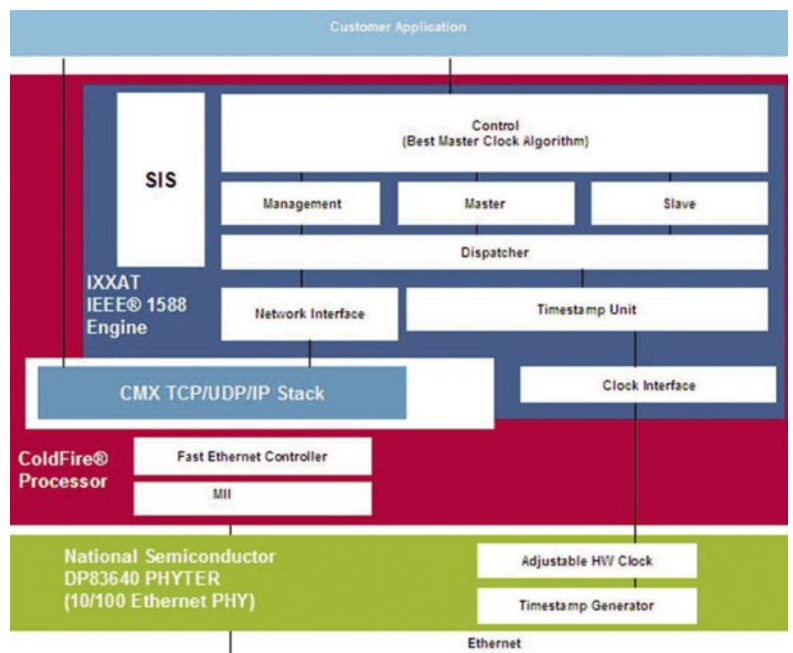 Customer Application
Control
(Best Master Clock Algorithm)
SIS
Management
Master
Slave
Dispatcher
IXXAT
IEEE® 1588
Engine
Network Interface
Timestamp Unit
CMX TCP/UDP/IP Stack
Clock Interface
ColdFire®
Processor
Fast Ethernet Controller
MII
National Semiconductor
DP83640 PHYTER
(10/100 Ethernet PHY)
Adjustable HW Clock
Timestamp Generator
Ethernet